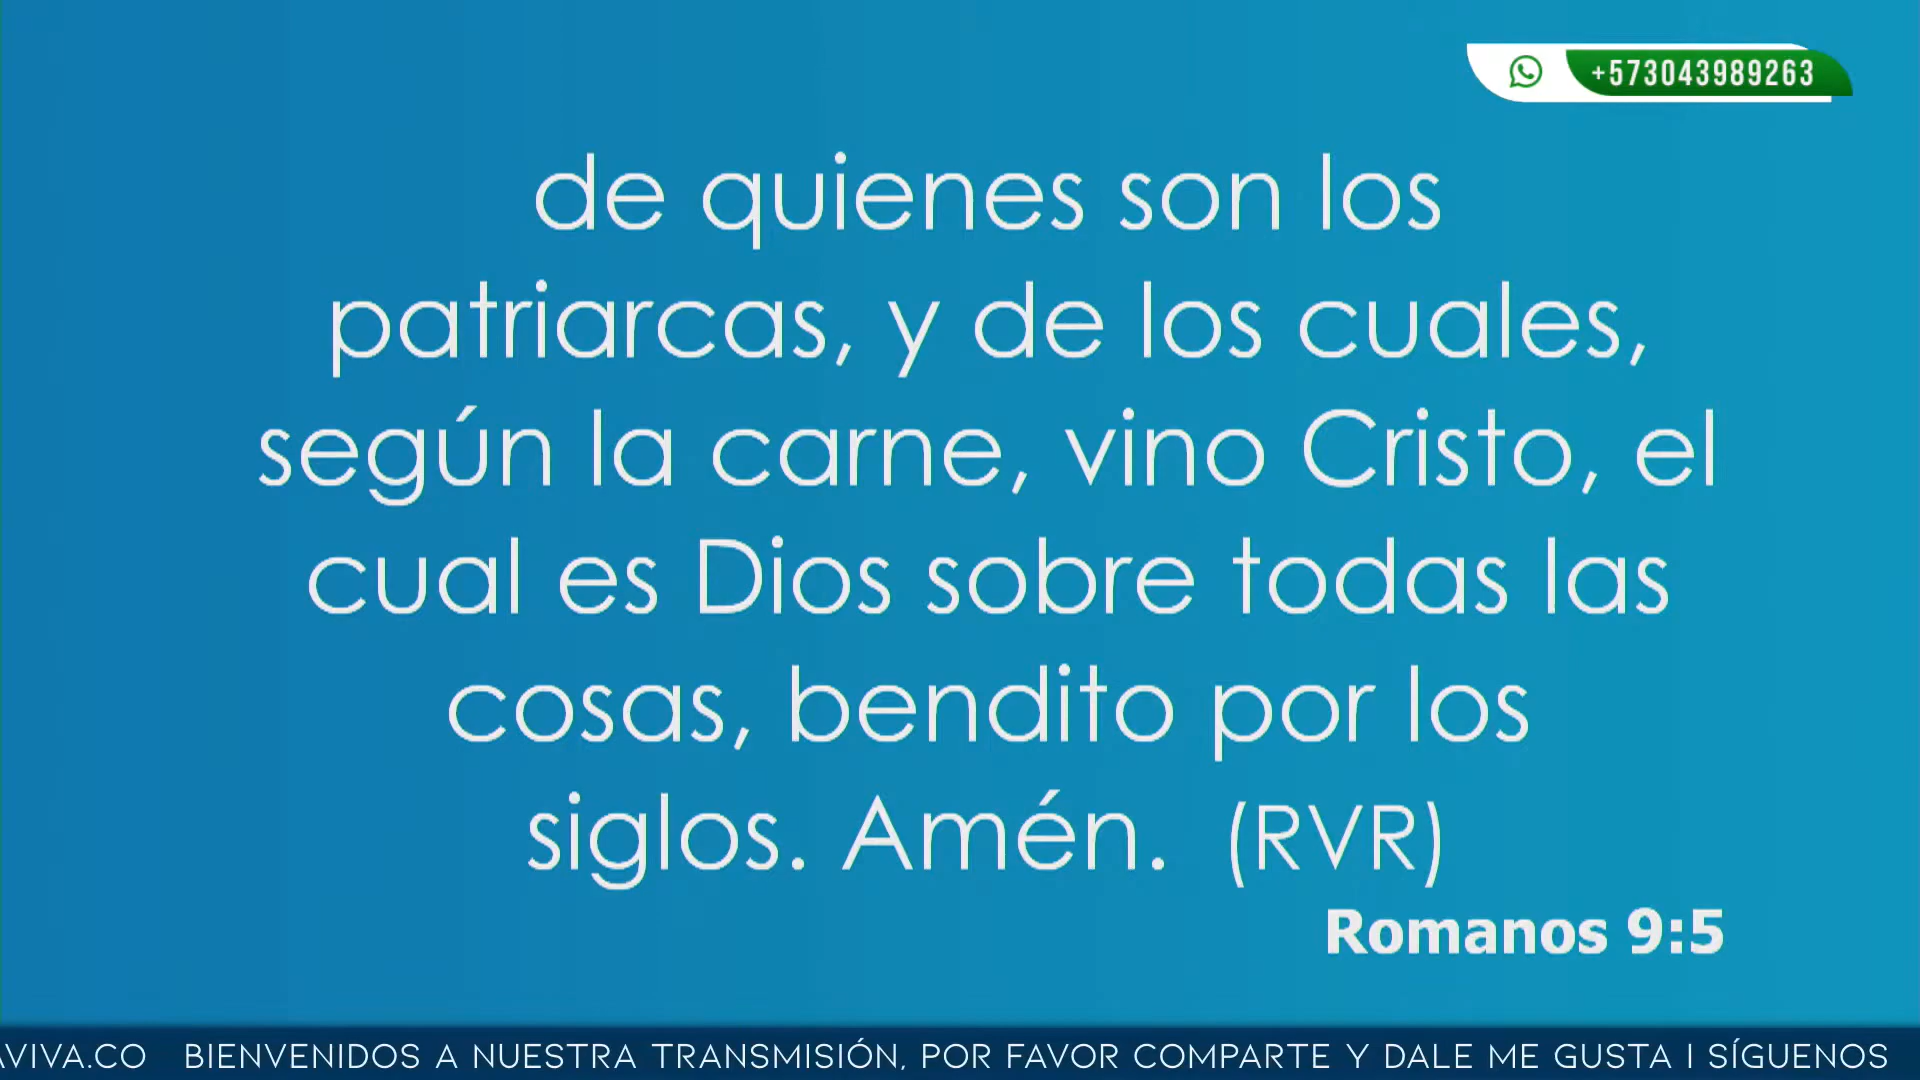 +573043989263
de quienes son los
patriarcas, y de los cuales,
según la carne, vino Cristo, el
cual es Dios sobre todas las
cosas, bendito por los
siglos. Amén. (RVR)
Romanos 9:5
AVIVA.CO BIENVENIDOS A NUESTRA TRANSMISIÓN, POR FAVOR COMPARTE Y DALE ME GUSTA I SÍGUENOS